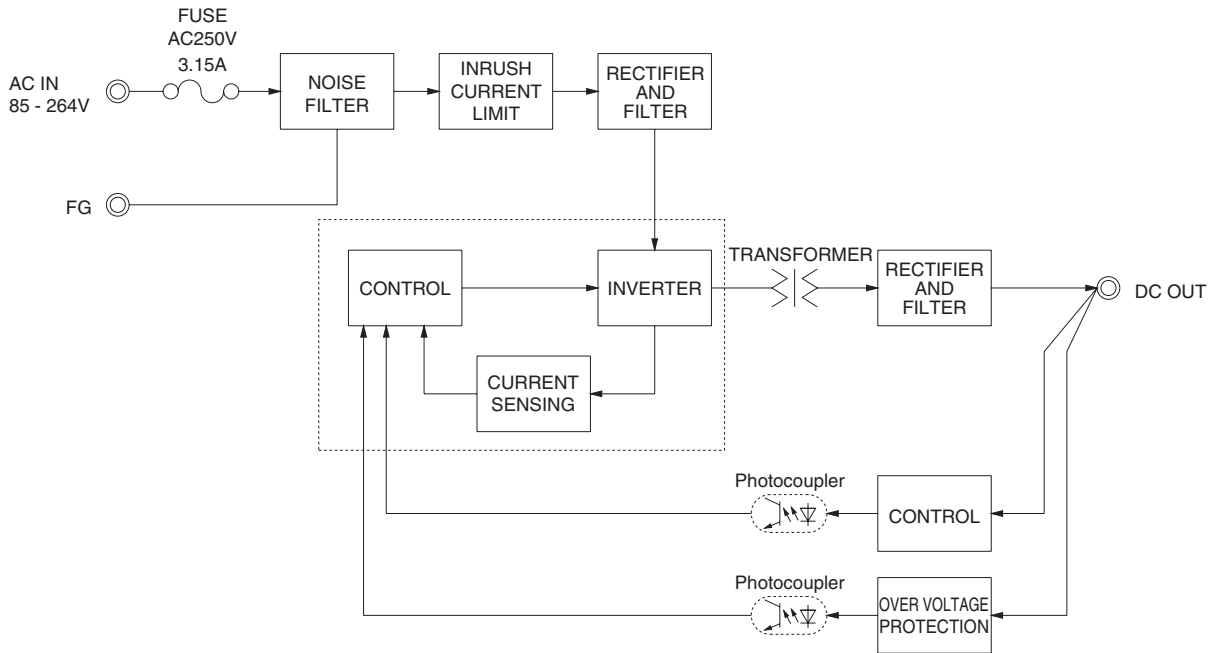 FUSE
AC250V
3.15A
AC IN
85 - 264V
NOISE
FILTER
INRUSH
CURRENT
LIMIT
RECTIFIER
AND
FILTER
FG
CONTROL
INVERTER
TRANSFORMER
RECTIFIER
AND
FILTER
DC OUT
CURRENT
SENSING
Photocoupler
CONTROL
Photocoupler
OVER VOLTAGE
PROTECTION